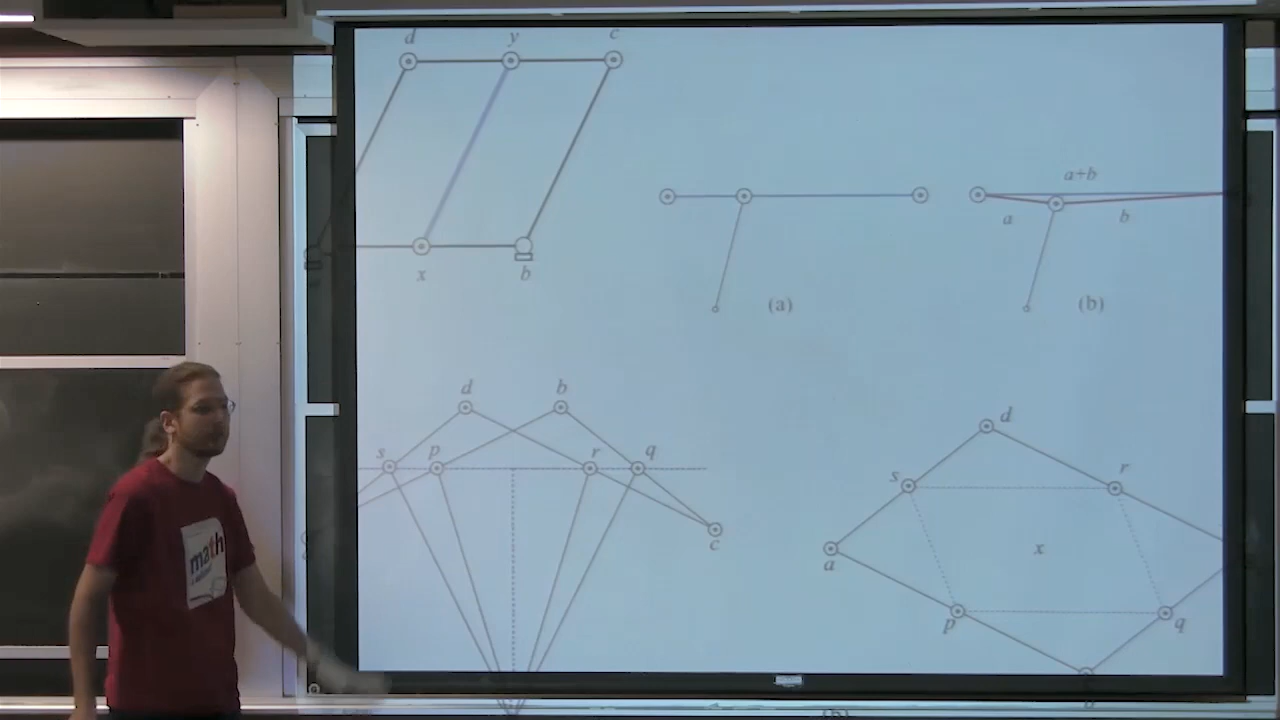 d y c
x b
(a)
a+b
a b
(b)
d b
s p r q
c
d
s r
x
a
p q
math